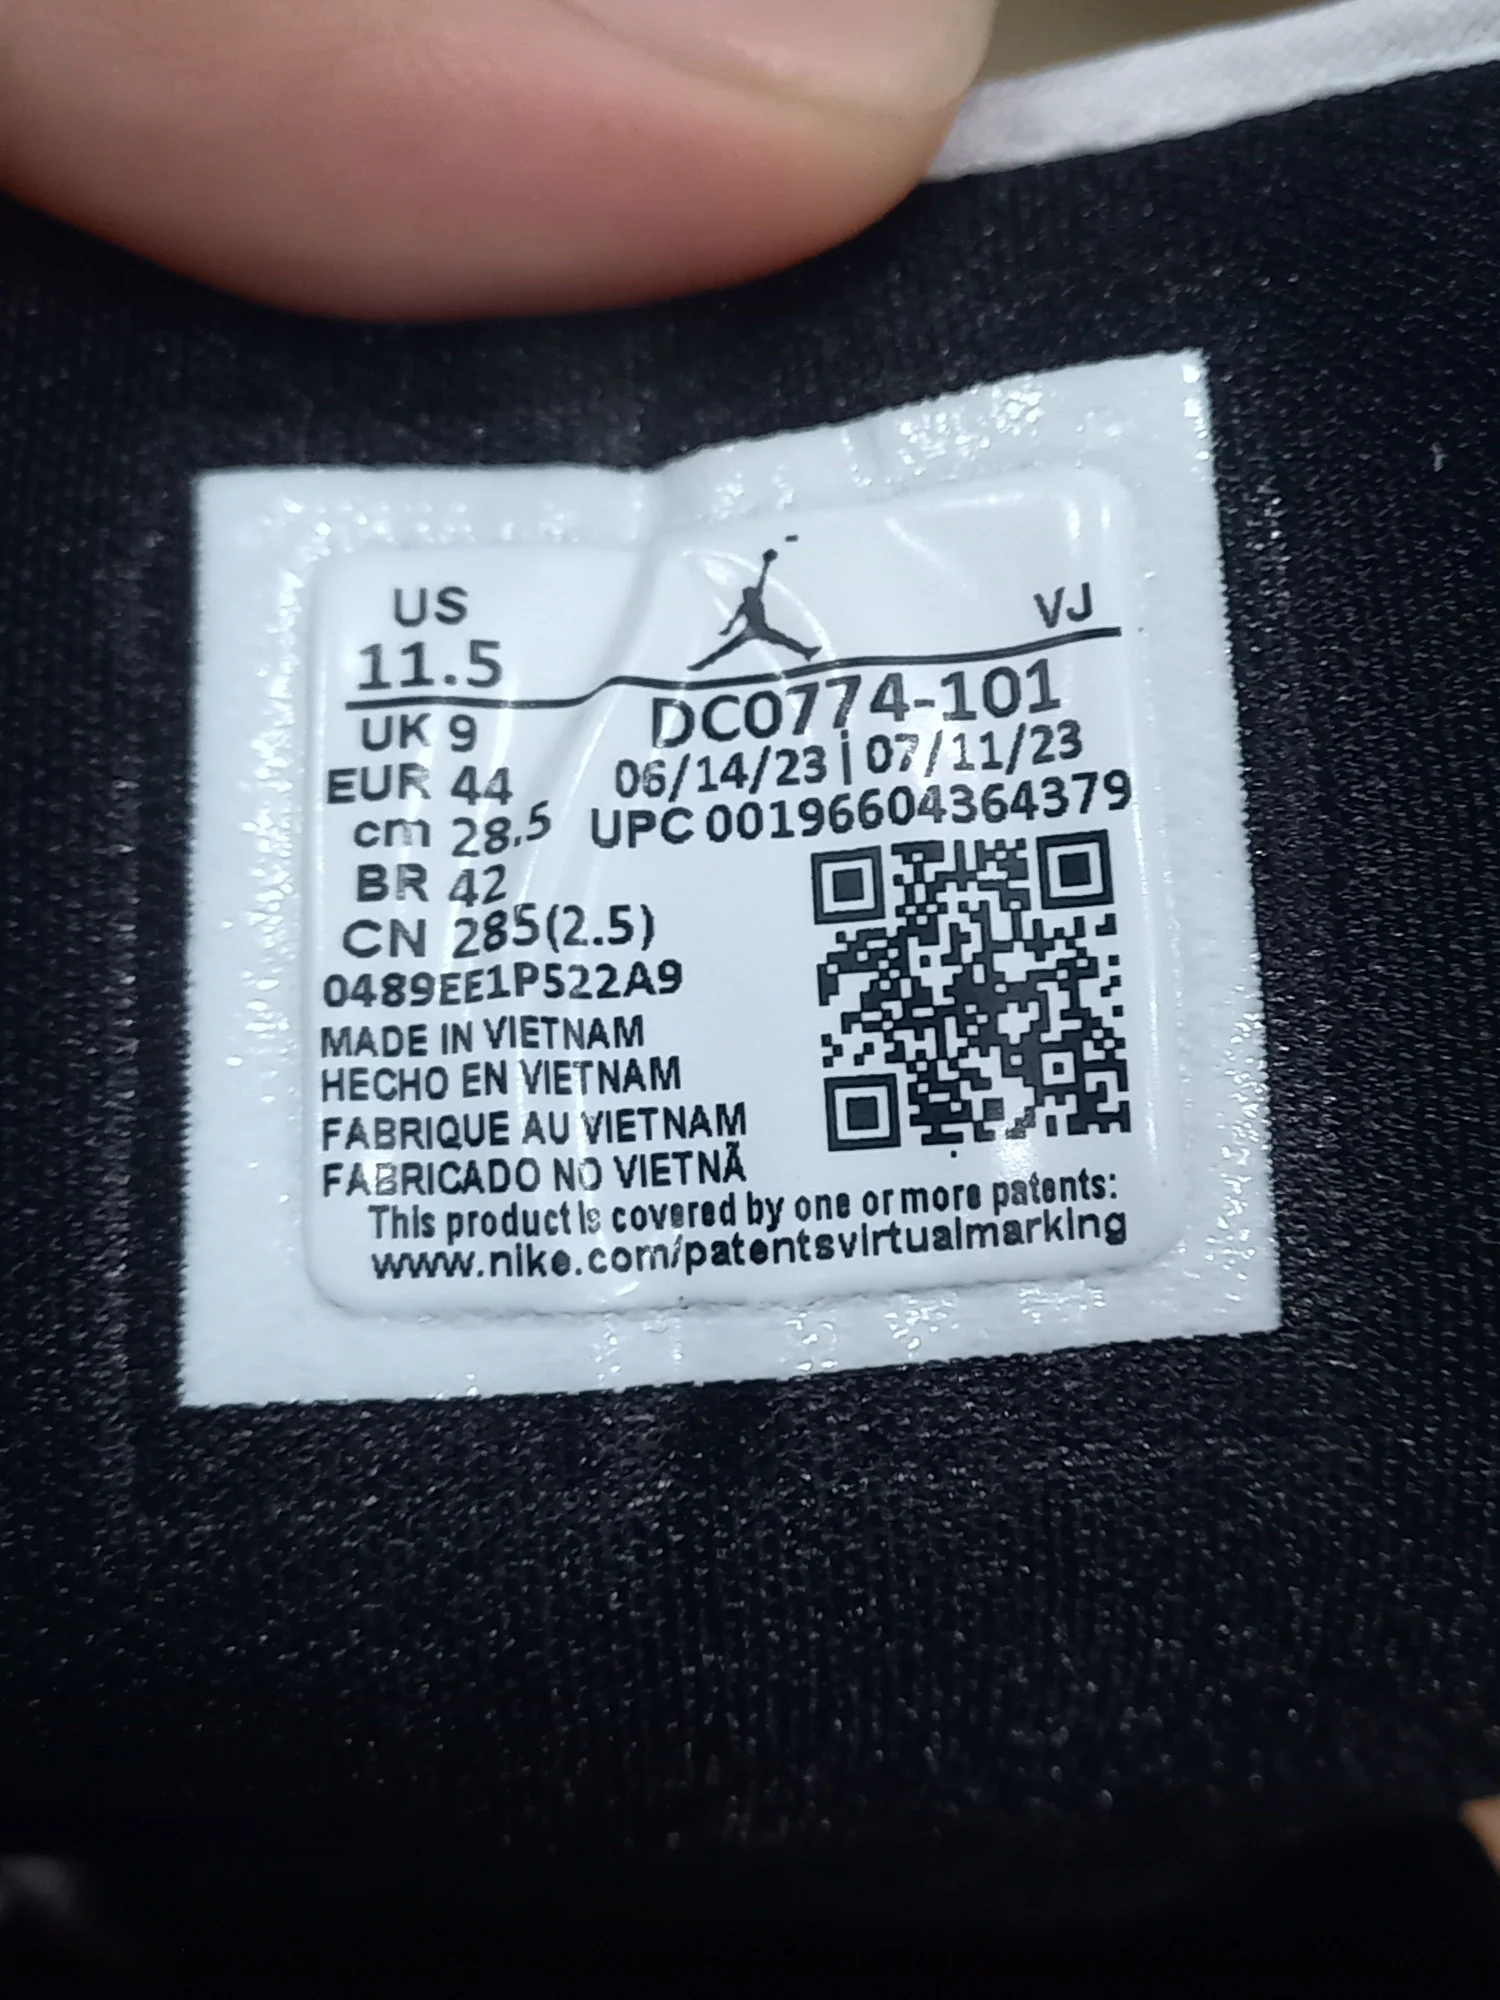 US
11.5
VJ
UK 9
EUR 44
cm 28.5
BR 42
CN 285(2.5)
DC0774-101
06/14/23 | 07/11/23
UPC 00196604364379
0489EE1P522A9
MADE IN VIETNAM
HECHO EN VIETNAM
FABRIQUE AU VIETNAM
FABRICADO NO VIETNÃ
This product is covered by one or more patents:
www.nike.com/patentsvirtualmarking